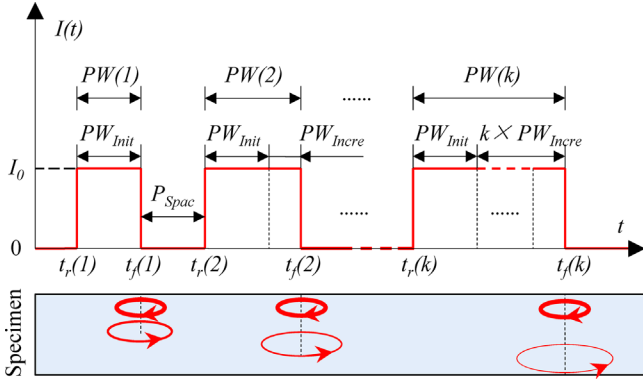 I(t)
PW(1) PW(2) PW(k)
......
PW_Init PW_Init PW_Incre PW_Init k × PW_Incre
I_0
P_Spac
...... ......
t
0
t_r(1) t_f(1) t_r(2) t_f(2) t_r(k) t_f(k)
Specimen